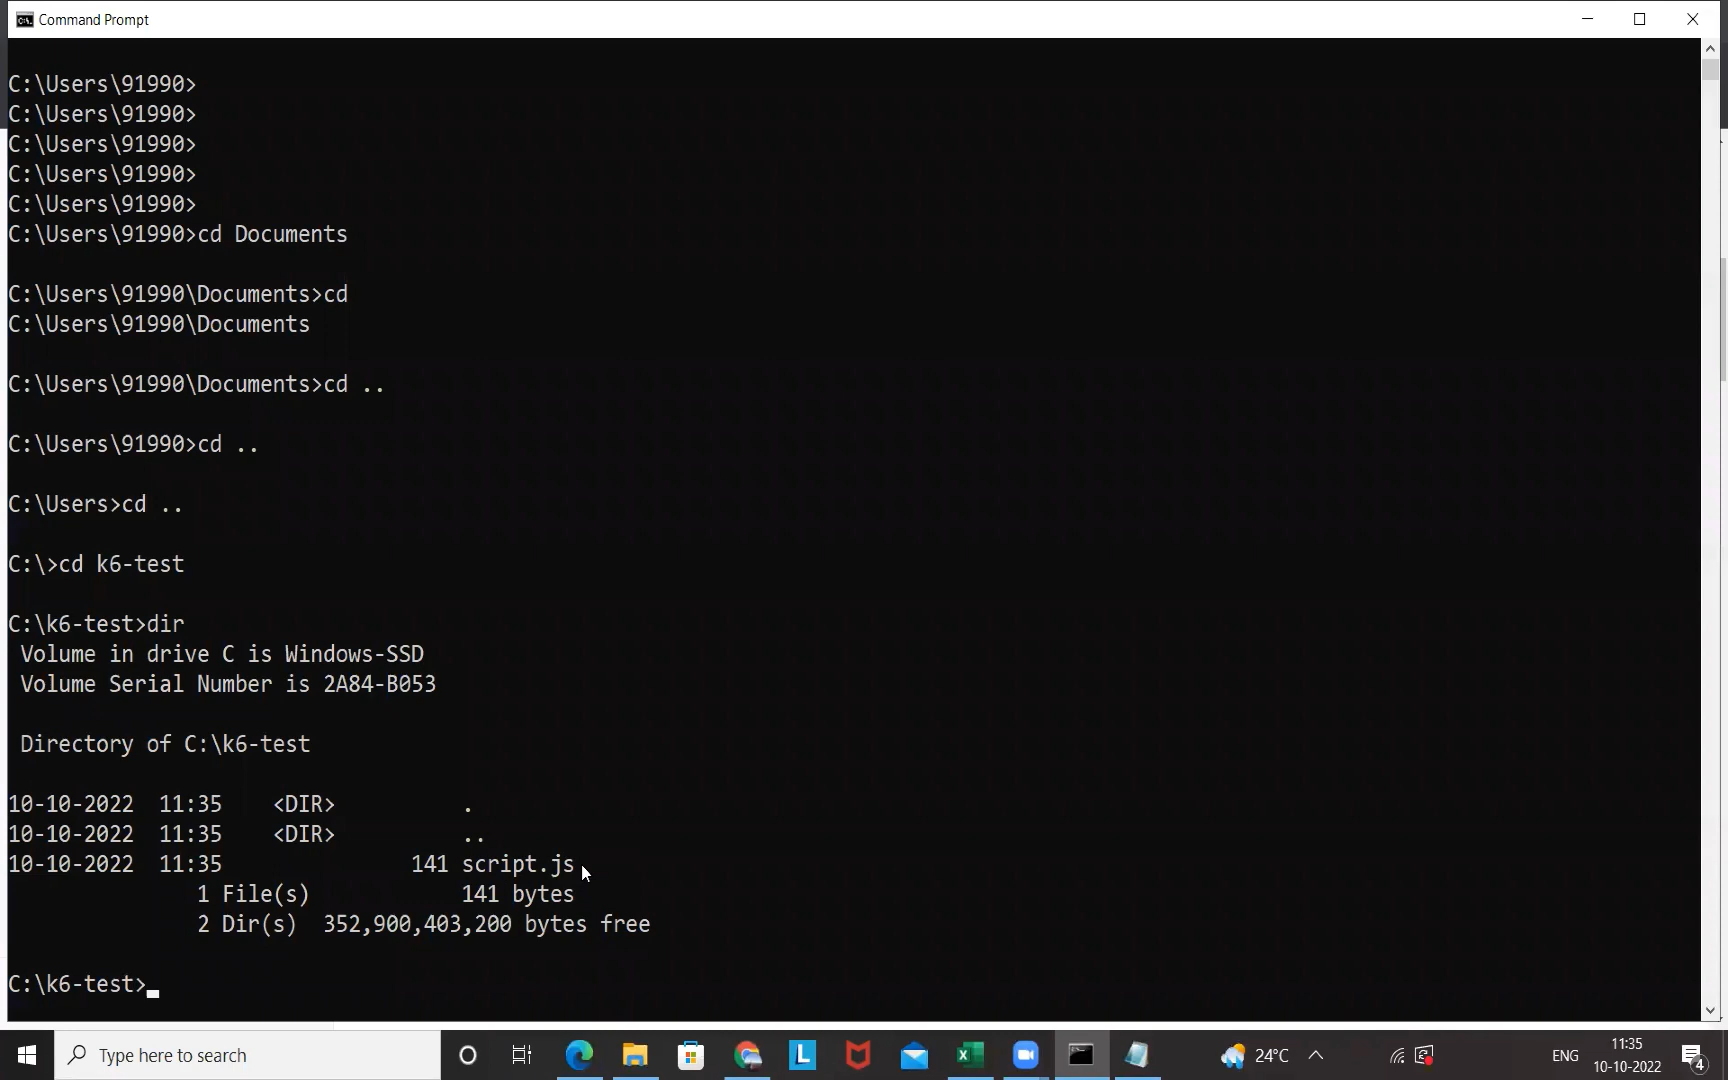 Command Prompt
C:\Users\91990>
C:\Users\91990>
C:\Users\91990>
C:\Users\91990>
C:\Users\91990>
C:\Users\91990>cd Documents
C:\Users\91990\Documents>cd
C:\Users\91990\Documents
C:\Users\91990\Documents>cd ..
C:\Users\91990>cd ..
C:\Users>cd ..
C:\>cd k6-test
C:\k6-test>dir
Volume in drive C is Windows-SSD
Volume Serial Number is 2A84-B053
Directory of C:\k6-test
10-10-2022  11:35    <DIR>          .
10-10-2022  11:35    <DIR>          ..
10-10-2022  11:35               141 script.js
1 File(s)            141 bytes
2 Dir(s)  352,900,403,200 bytes free
C:\k6-test>
Type here to search
24°C
ENG
11:35
10-10-2022
4